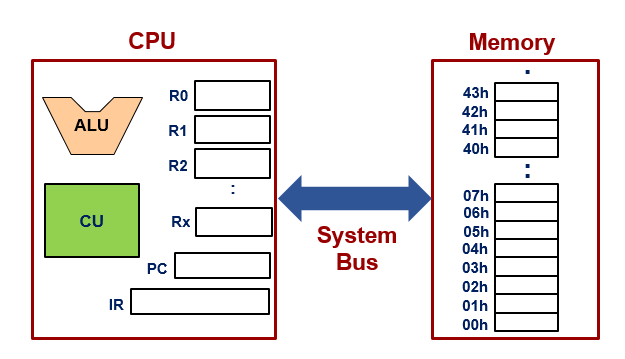 CPU
Memory
ALU
CU
R0
R1
R2
:
Rx
PC
IR
System
Bus
.
43h
42h
41h
40h
:
07h
06h
05h
04h
03h
02h
01h
00h